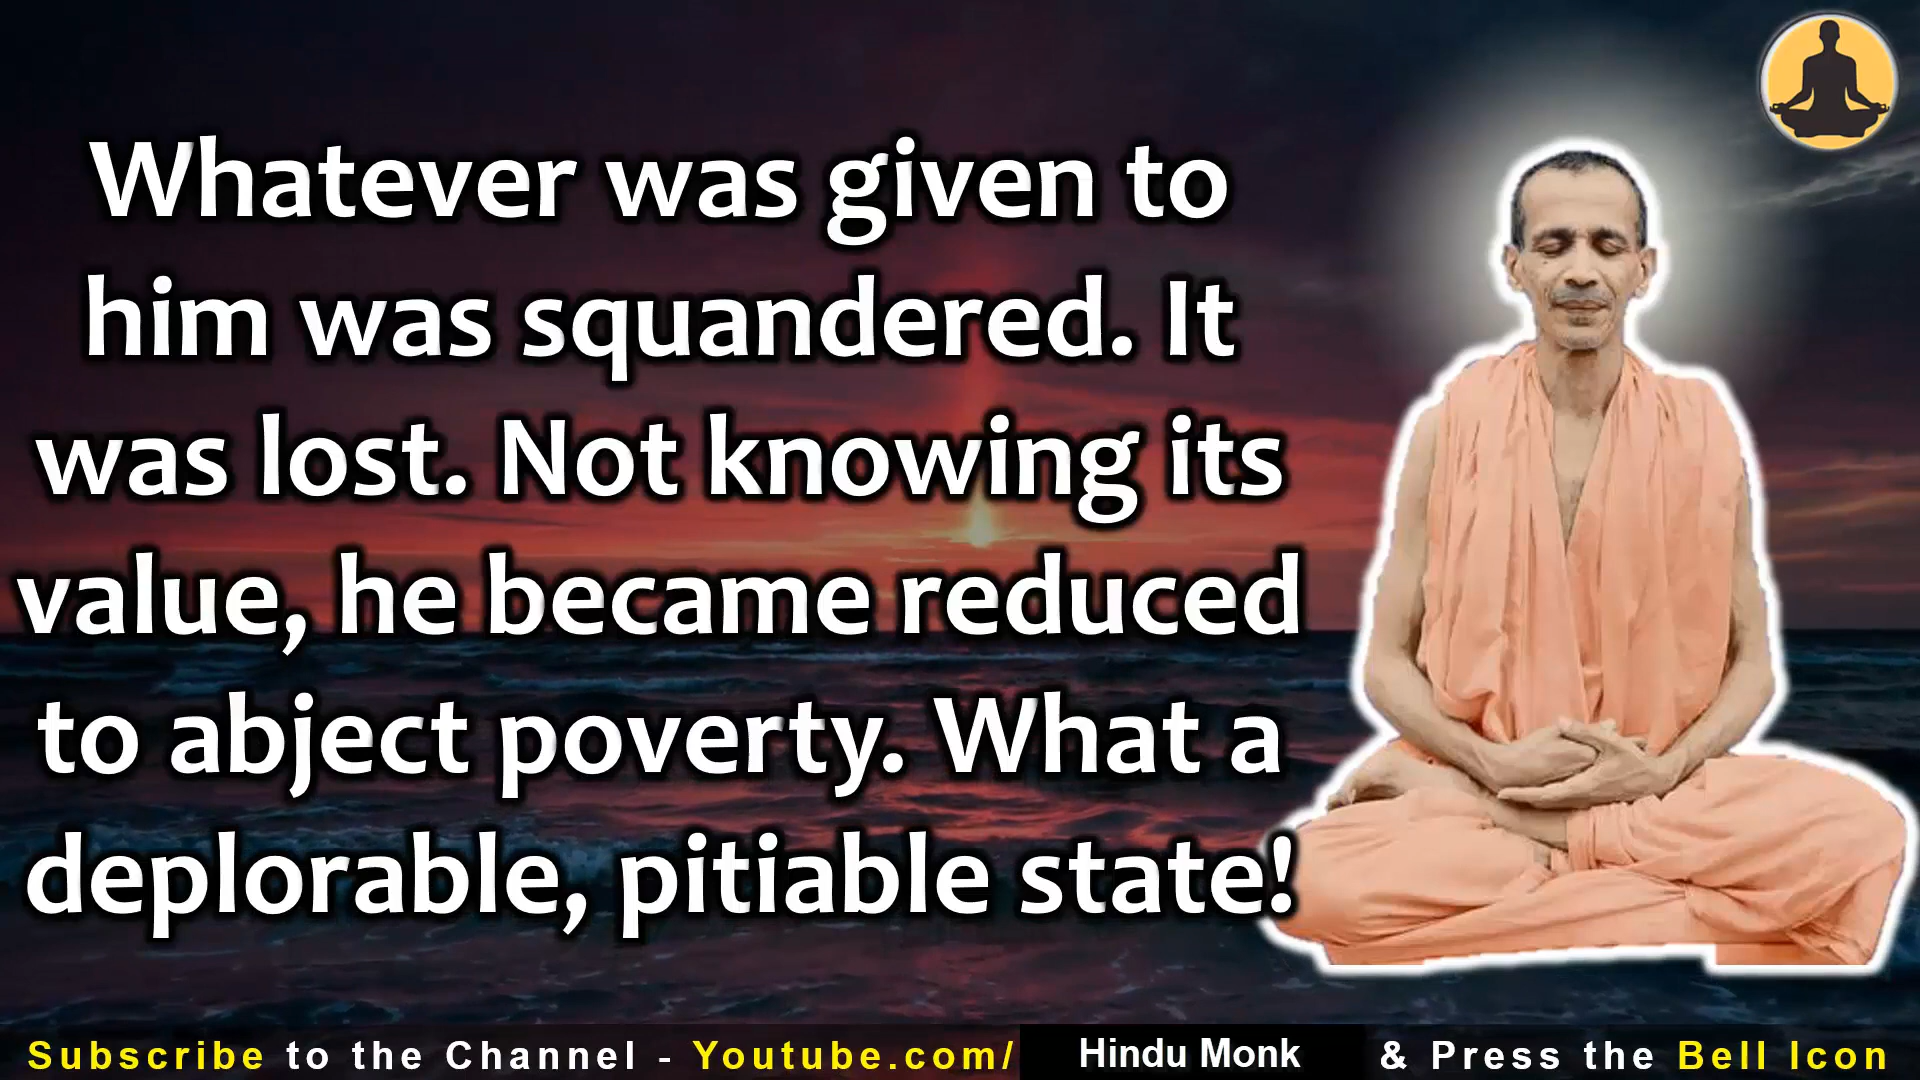 Whatever was given to
him was squandered. It
was lost. Not knowing its
value, he became reduced
to abject poverty. What a
deplorable, pitiable state!
Subscribe to the Channel - Youtube.com/ Hindu Monk & Press the Bell Icon